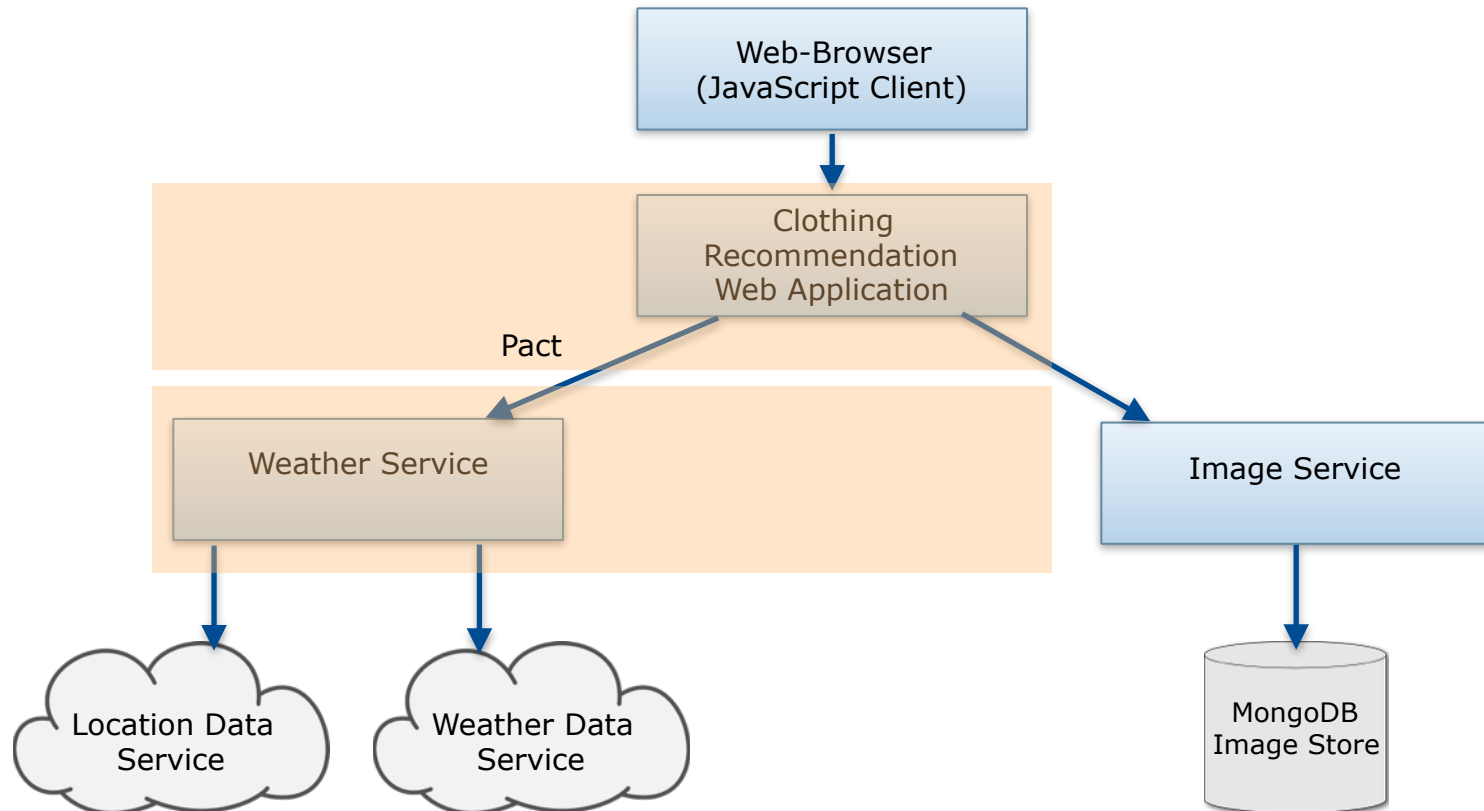 Web-Browser
(JavaScript Client)
Clothing
Recommendation
Web Application
Pact
Weather Service
Image Service
Location Data
Service
Weather Data
Service
MongoDB
Image Store